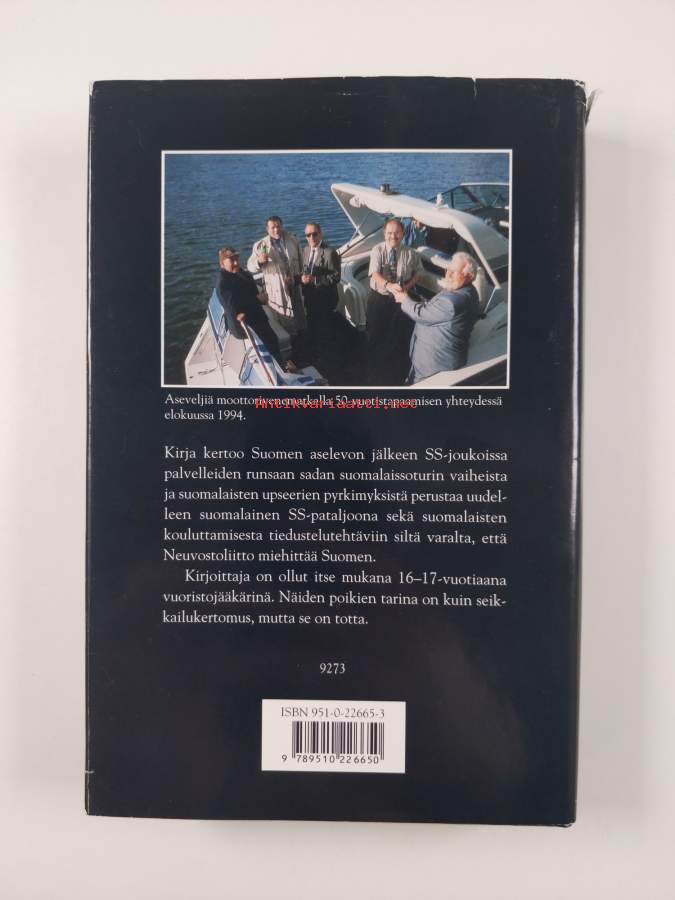 Aseveljiä moottorivenematkalla 50-vuotistapaamisen yhteydessä
Antikvariaatti.net
elokuussa 1994.
Kirja kertoo Suomen aselevon jälkeen SS-joukoissa
palvelleiden runsaan sadan suomalaissoturin vaiheista
ja suomalaisten upseerien pyrkimyksistä perustaa uudel-
leen suomalainen SS-pataljoona sekä suomalaisten
kouluttamisesta tiedustelutehtäviin siltä varalta, että
Neuvostoliitto miehittää Suomen.
Kirjoittaja on ollut itse mukana 16–17-vuotiaana
vuoristojääkärinä. Näiden poikien tarina on kuin seik-
kailukertomus, mutta se on totta.
9273
ISBN 951-0-22665-3
9 789510 226650